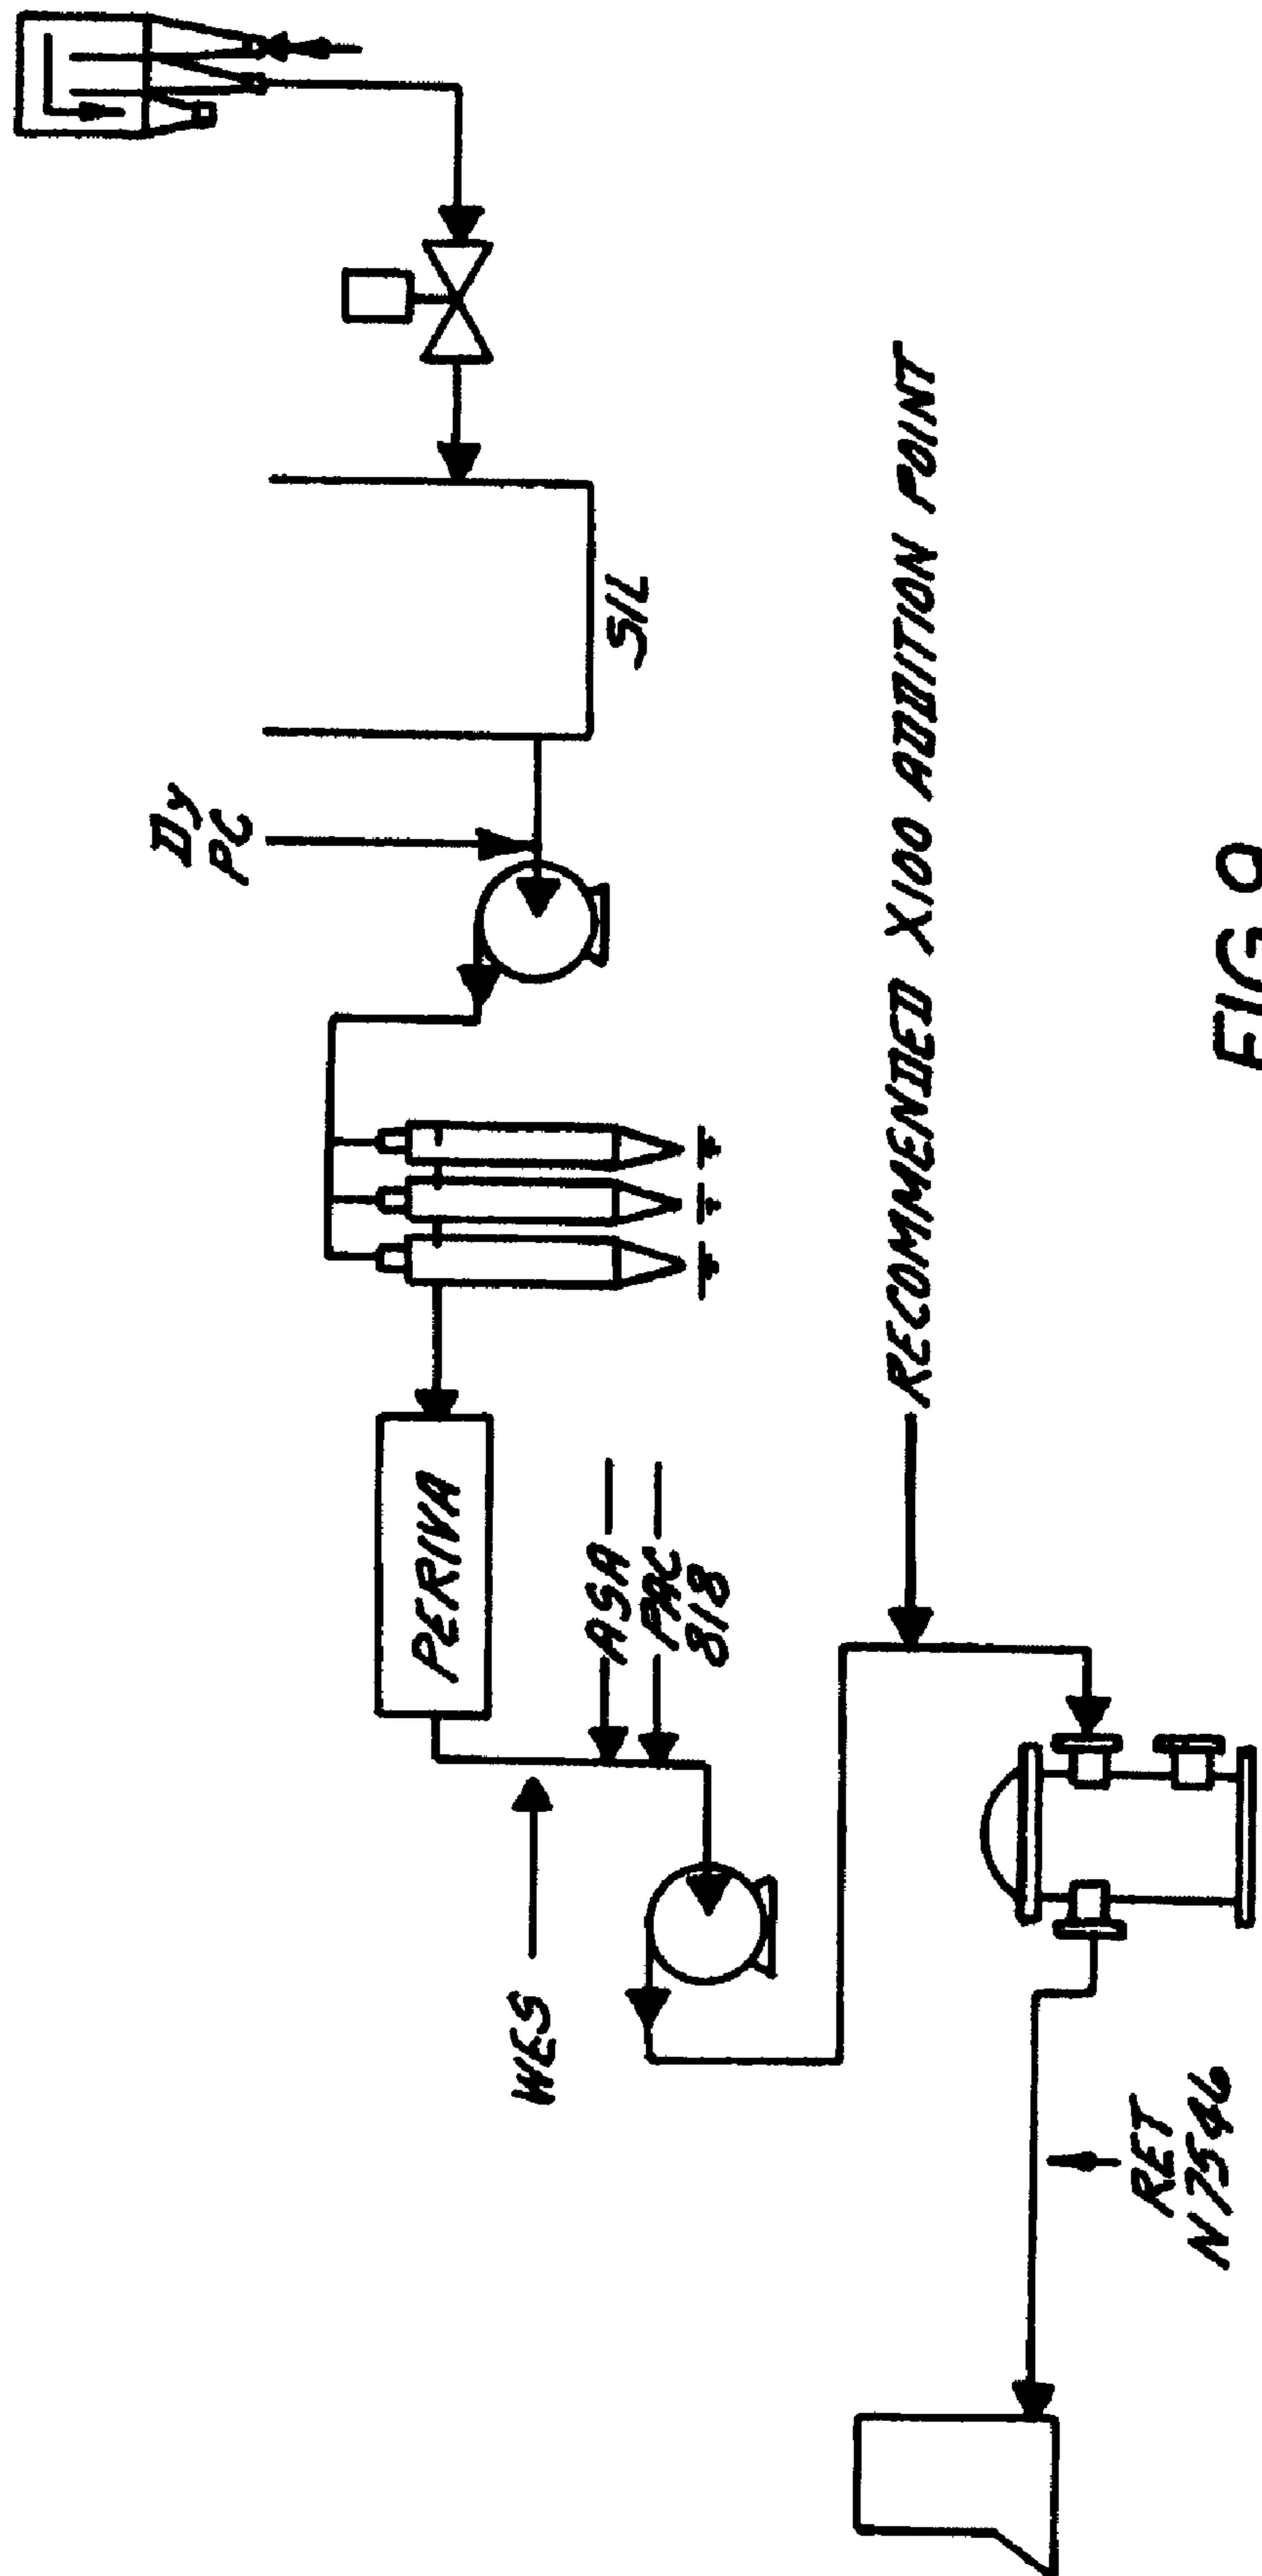 Dy
PC
SIL
PERIVA
ASA
PAC
818
WES
RECOMMENDED X100 ADDITION POINT
RET
N7546
FIG 9